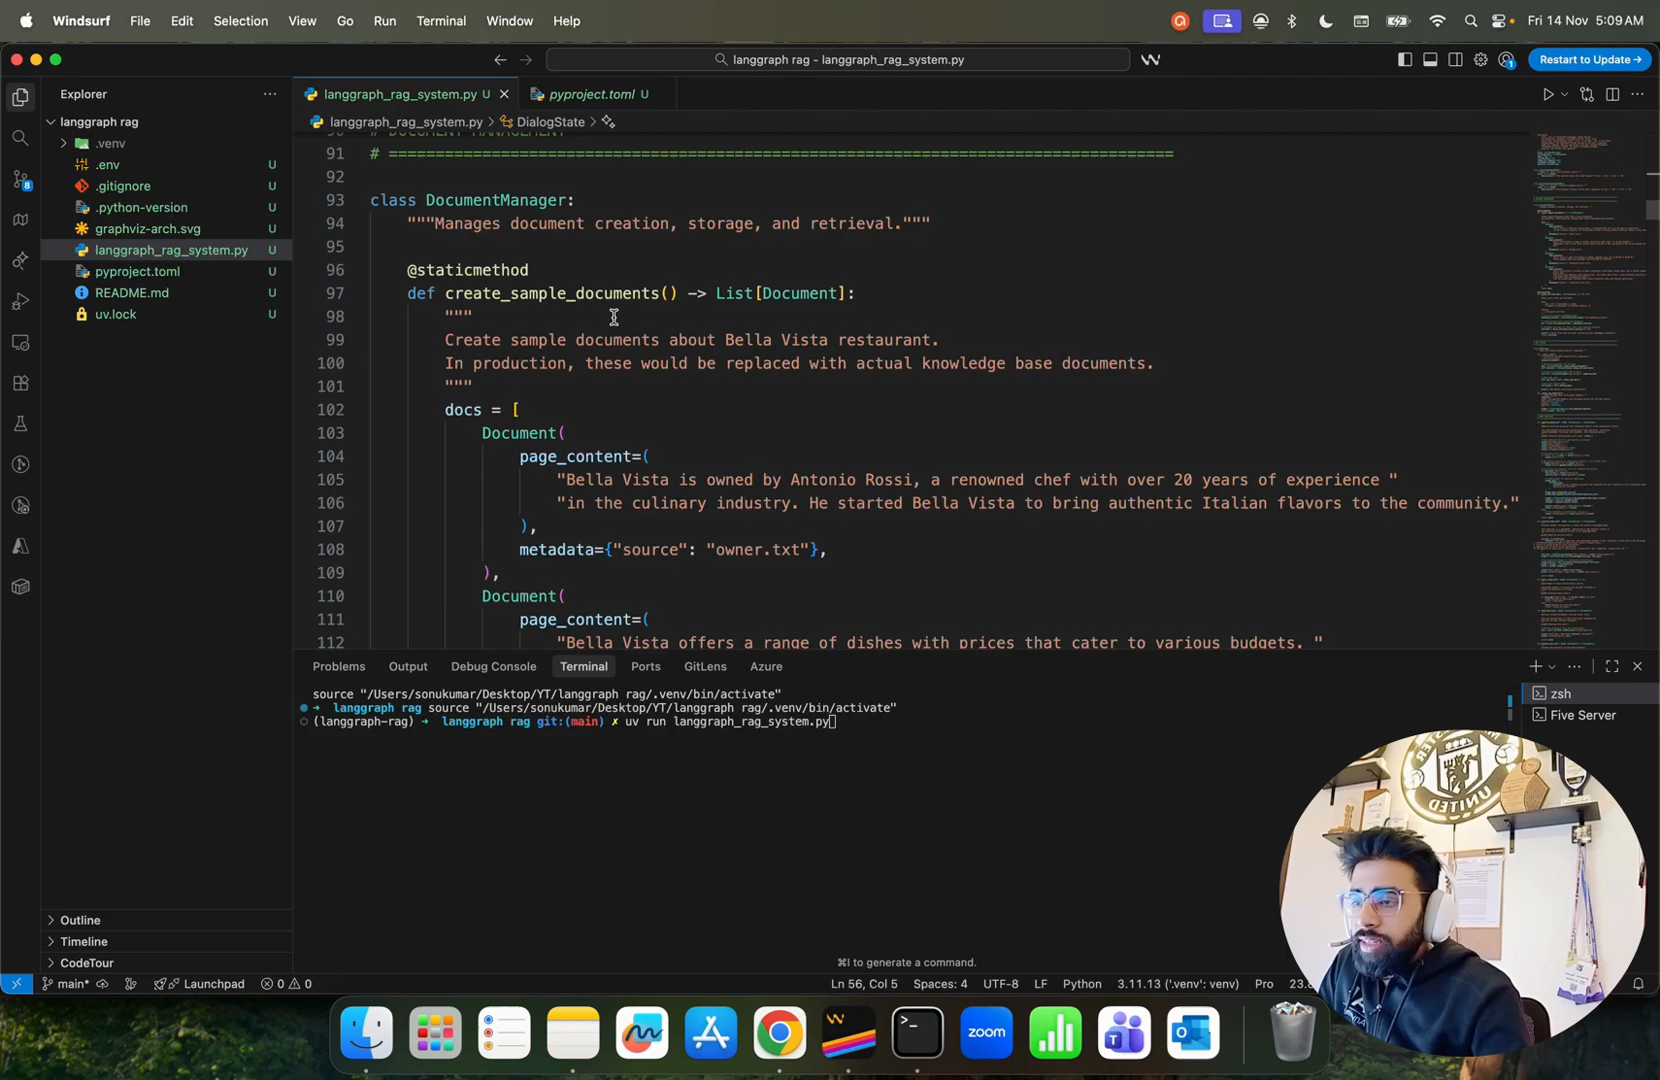 Windsurf File Edit Selection View Go Run Terminal Window Help Fri 14 Nov 5:09 AM
langgraph rag - langgraph_rag_system.py 1 Restart to Update →
Explorer ··· langgraph_rag_system.py U pyproject.toml U
langgraph rag langgraph_rag_system.py > DialogState >
.venv
.env U
.gitignore U
.python-version U
graphviz-arch.svg U
langgraph_rag_system.py U
pyproject.toml U
README.md U
uv.lock U
8
91 # ====================================================================================
92
93 class DocumentManager:
94 """Manages document creation, storage, and retrieval."""
95
96 @staticmethod
97 def create_sample_documents() -> List[Document]:
98 """
99 Create sample documents about Bella Vista restaurant.
100 In production, these would be replaced with actual knowledge base documents.
101 """
102 docs = [
103 Document(
104 page_content=(
105 "Bella Vista is owned by Antonio Rossi, a renowned chef with over 20 years of experience "
106 "in the culinary industry. He started Bella Vista to bring authentic Italian flavors to the community."
107 ),
108 metadata={"source": "owner.txt"},
109 ),
110 Document(
111 page_content=(
112 "Bella Vista offers a range of dishes with prices that cater to various budgets. "
Problems Output Debug Console Terminal Ports GitLens Azure
source "/Users/sonukumar/Desktop/YT/langgraph rag/.venv/bin/activate"
➜ langgraph rag source "/Users/sonukumar/Desktop/YT/langgraph rag/.venv/bin/activate"
(langgraph-rag) ➜ langgraph rag git:(main) ✗ uv run langgraph_rag_system.py
zsh
Five Server
UNITED
Outline
Timeline
CodeTour
⌘I to generate a command.
main* Launchpad 0 0 Ln 56, Col 5 Spaces: 4 UTF-8 LF Python 3.11.13 ('.venv': venv) Pro
zoom